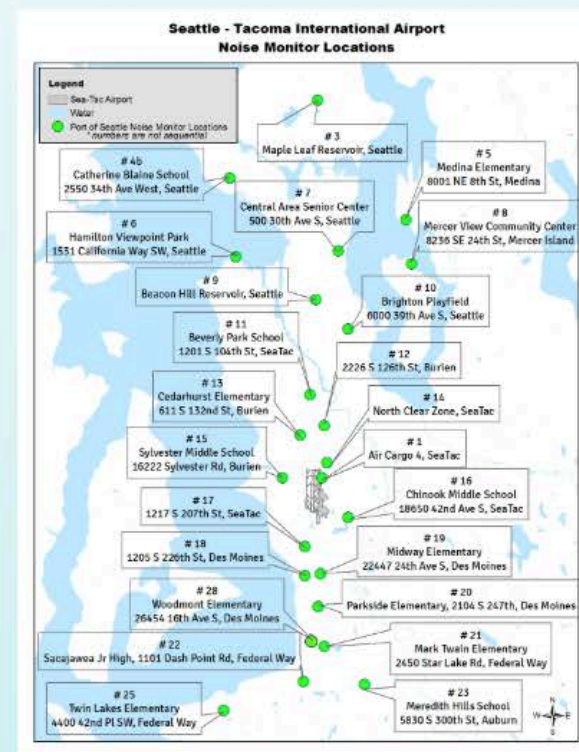 Seattle - Tacoma International Airport
Noise Monitor Locations
Legend
Sea-Tac Airport
Water
Port of Seattle Noise Monitor Locations
* numbers are not sequential
# 3
Maple Leaf Reservoir, Seattle
# 4b
Catherine Blaine School
2550 34th Ave West, Seattle
# 5
Medina Elementary
8001 NE 8th St, Medina
# 7
Central Area Senior Center
500 30th Ave S, Seattle
# 8
Mercer View Community Center
8236 SE 24th St, Mercer Island
# 6
Hamilton Viewpoint Park
1531 California Way SW, Seattle
# 9
Beacon Hill Reservoir, Seattle
# 10
Brighton Playfield
6000 39th Ave S, Seattle
# 11
Beverly Park School
1201 S 104th St, SeaTac
# 12
2226 S 126th St, Burien
# 13
Cedarhurst Elementary
611 S 132nd St, Burien
# 14
North Clear Zone, SeaTac
# 15
Sylvester Middle School
16222 Sylvester Rd, Burien
# 1
Air Cargo 4, SeaTac
# 16
Chinook Middle School
18650 42nd Ave S, SeaTac
# 17
1217 S 207th St, SeaTac
# 18
1205 S 226th St, Des Moines
# 19
Midway Elementary
22447 24th Ave S, Des Moines
# 28
Woodmont Elementary
26454 16th Ave S, Des Moines
# 20
Parkside Elementary, 2104 S 247th, Des Moines
# 22
Sacajawea Jr High, 1101 Dash Point Rd, Federal Way
# 21
Mark Twain Elementary
2450 Star Lake Rd, Federal Way
# 25
Twin Lakes Elementary
4400 42nd Pl SW, Federal Way
# 23
Meredith Hills School
5830 S 300th St, Auburn
N
W
E
S